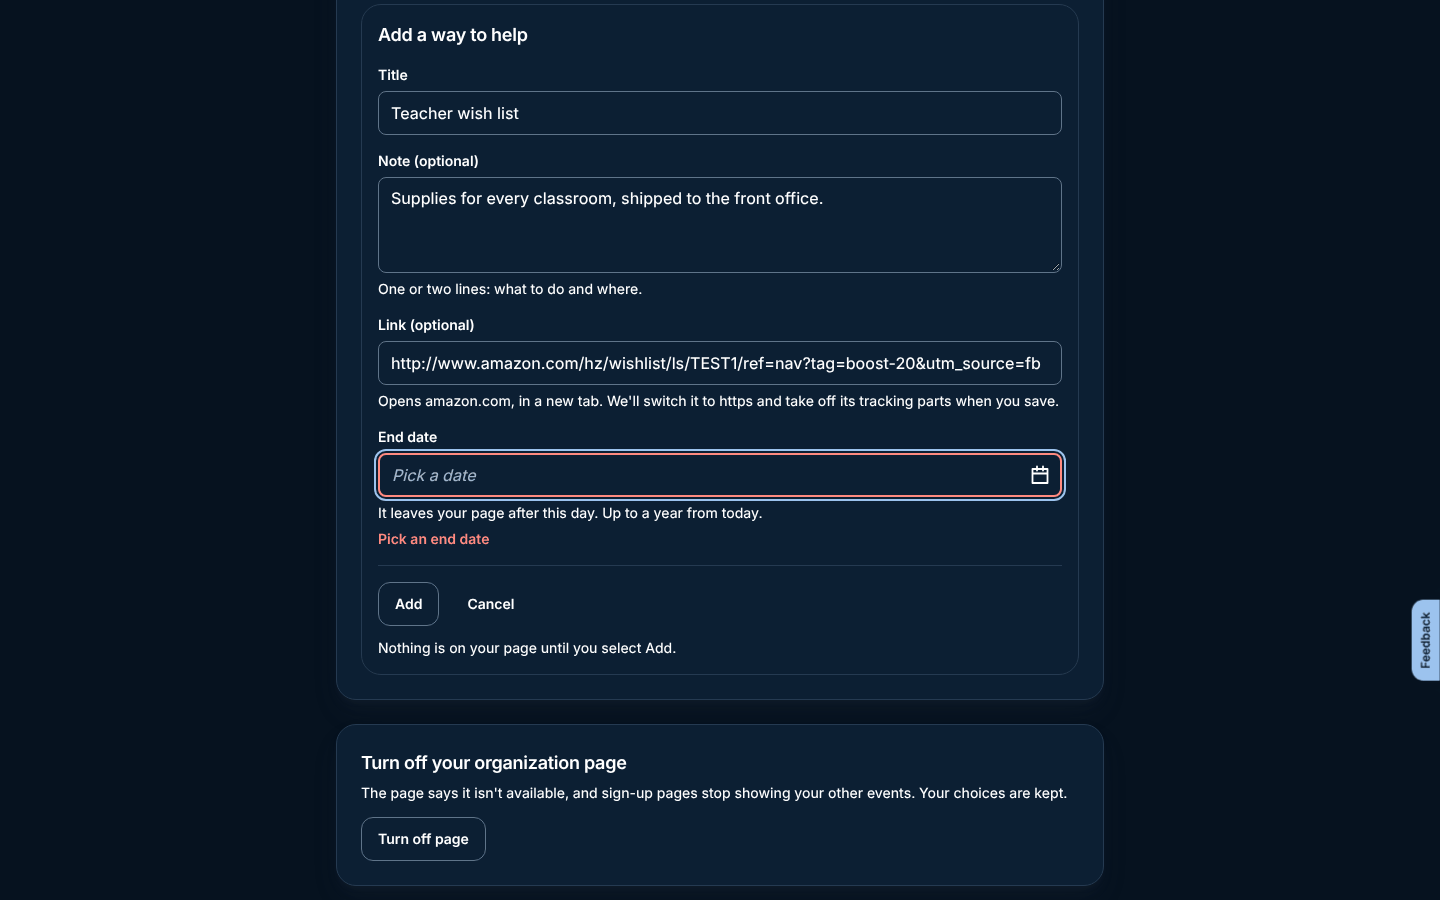 Add a way to help
Title
Teacher wish list
Note (optional)
Supplies for every classroom, shipped to the front office.
One or two lines: what to do and where.
Link (optional)
http://www.amazon.com/hz/wishlist/ls/TEST1/ref=nav?tag=boost-20&utm_source=fb
Opens amazon.com, in a new tab. We'll switch it to https and take off its tracking parts when you save.
End date
Pick a date
It leaves your page after this day. Up to a year from today.
Pick an end date
Add
Cancel
Nothing is on your page until you select Add.
Feedback
Turn off your organization page
The page says it isn't available, and sign-up pages stop showing your other events. Your choices are kept.
Turn off page